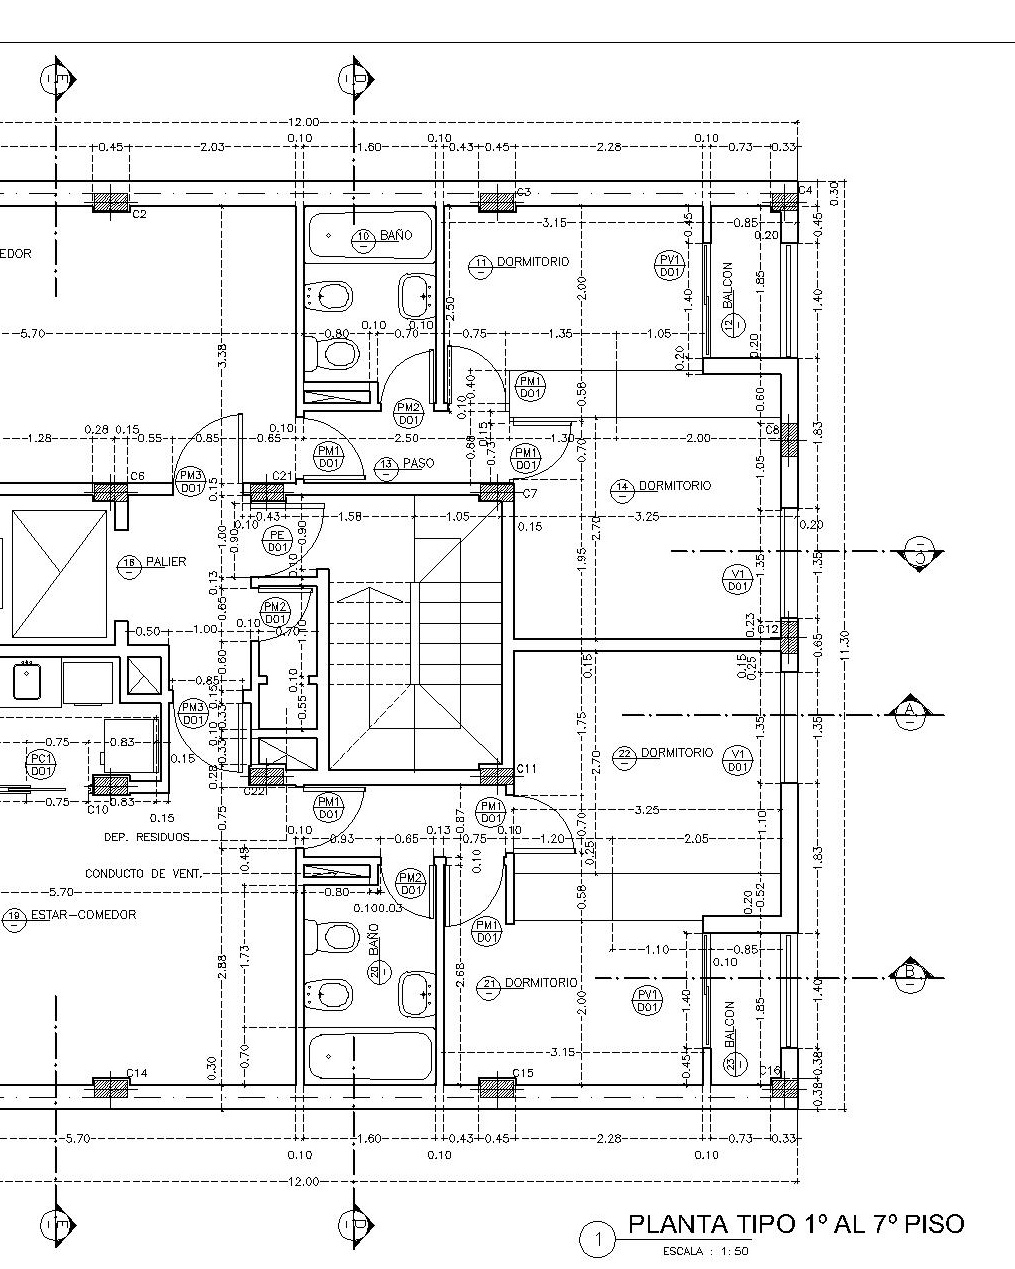 E
D
12.00
0.10 0.10 0.10
0.45 2.03 1.60 0.43 0.45 2.28 0.73 0.33
C2 C3 C4
0.30
3.15 0.45 0.85 0.45
0.20
10 BAÑO
EDOR
11 DORMITORIO
PV1
D01
BALCON
12
2.00
1.40
1.85
1.40
2.50
5.70 0.80 0.10 0.70 0.10 0.75 1.35 1.05
3.38
0.20
0.20
0.40
0.10
PM1
D01
0.58
0.60
PM2
D01
1.28 0.28 0.15 0.55 0.85 0.65 0.10 2.50 0.15 1.30 0.70 2.00
C8
1.83
0.88
0.73
PM1
D01
PM1
D01
13 PASO
1.05
C6 PM3
D01
C21
0.15
C7
14 DORMITORIO
0.10 0.43 1.58 1.05 0.15 3.25 0.20
0.90
1.00
0.90
2.70
PE
D01
18 PALIER
1.95
1.35
1.35
C
0.10
0.13
V1
D01
0.65
PM2
D01
0.50 1.00 0.10 0.70
0.23
C12
0.65
11.30
0.60
0.15
0.15
0.25
0.85
0.10
0.15
0.55
0.33
PM3
D01
1.75
1.35
1.35
A
0.75 0.83
0.10
0.33
PC1
D01
0.15
2.70
22 DORMITORIO
V1
D01
0.28
C22
C11
0.75 0.83
C10
0.15
PM1
D01
PM1
D01
3.25
0.75
0.87
0.70
1.10
DEP. RESIDUOS
0.10 0.93 0.65 0.13 0.75 0.10 1.20 2.05
0.45
0.10
0.25
1.83
CONDUCTO DE VENT.
PM2
D01
5.70 0.80
0.58
0.52
0.20
0.10 0.03
19 ESTAR-COMEDOR
PM1
D01
BAÑO
20
1.10 0.85
0.10
1.73
2.88
2.68
B
21 DORMITORIO
PV1
D01
2.00
1.40
1.85
1.40
BALCON
23
0.70
0.30
3.15
0.45
0.38
0.38
C14 C15 C16
5.70 1.60 0.43 0.45 2.28 0.73 0.33
0.10 0.10 0.10
12.00
E
D
1 PLANTA TIPO 1º AL 7º PISO
ESCALA : 1:50